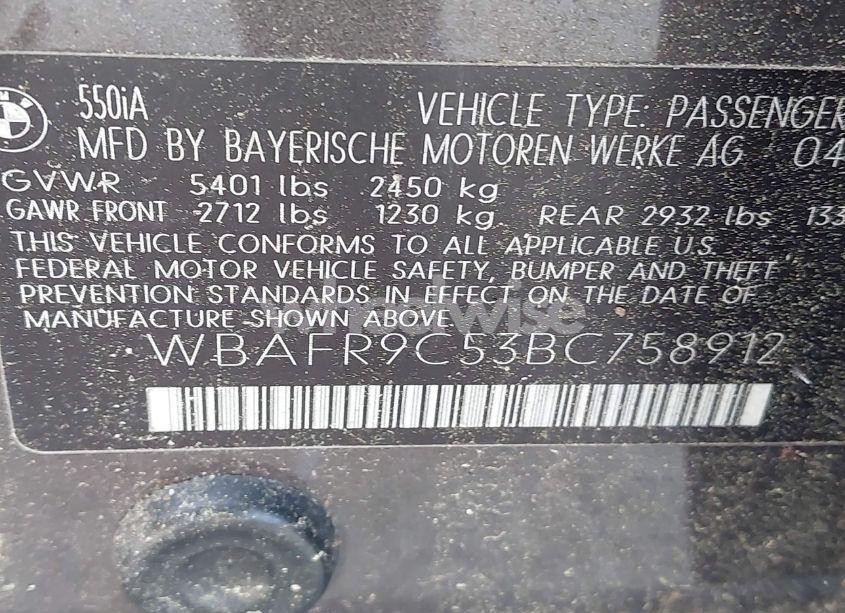 550iA VEHICLE TYPE: PASSENGER
MFD BY BAYERISCHE MOTOREN WERKE AG 04
GVWR 5401 lbs 2450 kg
GAWR FRONT 2712 lbs 1230 kg REAR 2932 lbs 133
THIS VEHICLE CONFORMS TO ALL APPLICABLE U.S.
FEDERAL MOTOR VEHICLE SAFETY, BUMPER AND THEFT
PREVENTION STANDARDS IN EFFECT ON THE DATE OF
MANUFACTURE SHOWN ABOVE
WBAFR9C53BC758912